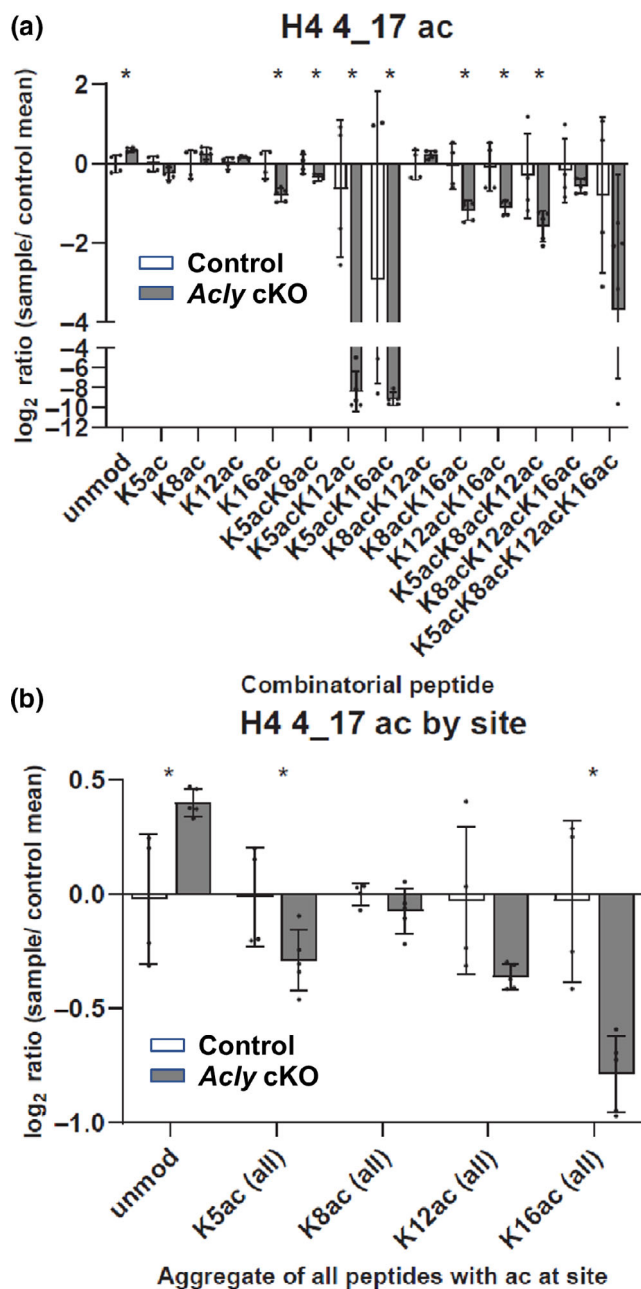 (a)
H4 4_17 ac
log₂ ratio (sample/ control mean)
2
0
−2
−4
−4
−6
−8
−10
−12
* * * * * * * *
Control
Acly cKO
unmod
K5ac
K8ac
K12ac
K16ac
K5acK8ac
K5acK12ac
K5acK16ac
K8acK12ac
K8acK16ac
K12acK16ac
K5acK8acK12ac
K8acK12acK16ac
K5acK8acK12acK16ac
Combinatorial peptide
(b)
H4 4_17 ac by site
log₂ ratio (sample/ control mean)
0.5
0.0
−0.5
−1.0
* * *
Control
Acly cKO
unmod
K5ac (all)
K8ac (all)
K12ac (all)
K16ac (all)
Aggregate of all peptides with ac at site